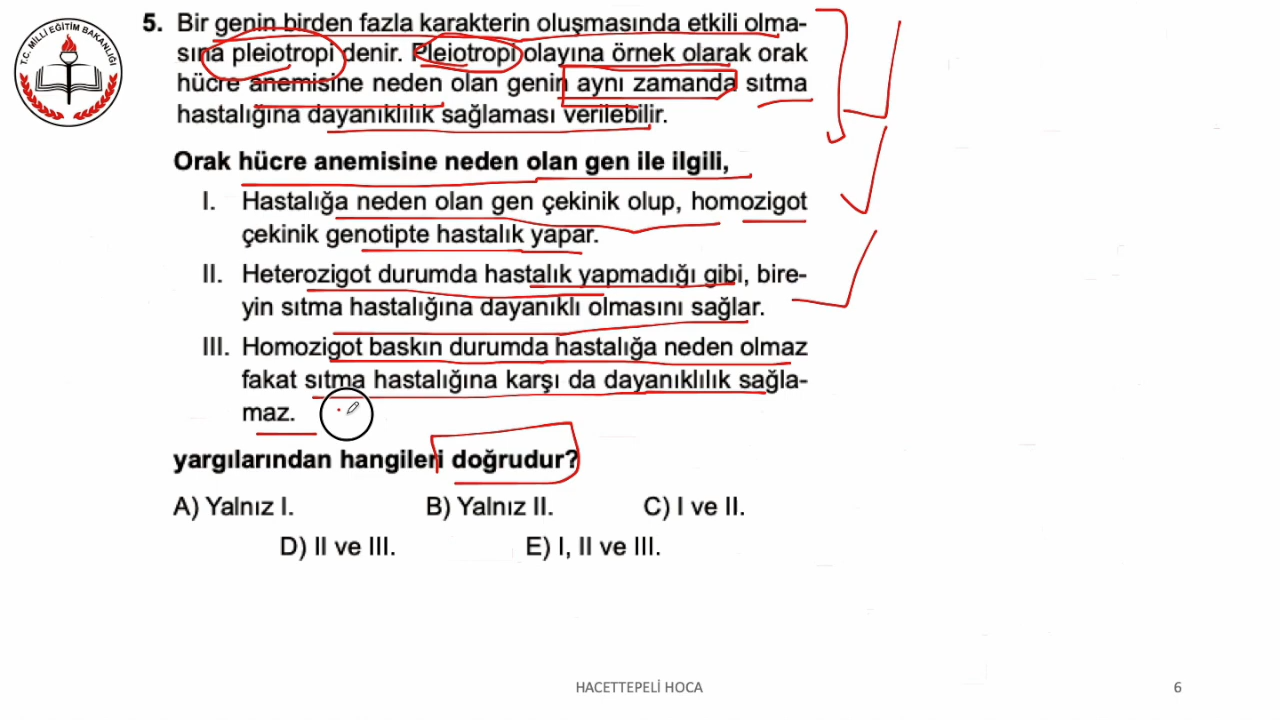 T.C. MİLLİ EĞİTİM BAKANLIĞI
5. Bir genin birden fazla karakterin oluşmasında etkili olma-
sına pleiotropi denir. Pleiotropi olayına örnek olarak orak
hücre anemisine neden olan genin aynı zamanda sıtma
hastalığına dayanıklılık sağlaması verilebilir.
Orak hücre anemisine neden olan gen ile ilgili,
I. Hastalığa neden olan gen çekinik olup, homozigot
çekinik genotipte hastalık yapar.
II. Heterozigot durumda hastalık yapmadığı gibi, bire-
yin sıtma hastalığına dayanıklı olmasını sağlar.
III. Homozigot baskın durumda hastalığa neden olmaz
fakat sıtma hastalığına karşı da dayanıklılık sağla-
maz.
yargılarından hangileri doğrudur?
A) Yalnız I. B) Yalnız II. C) I ve II.
D) II ve III. E) I, II ve III.
HACETTEPELİ HOCA 6